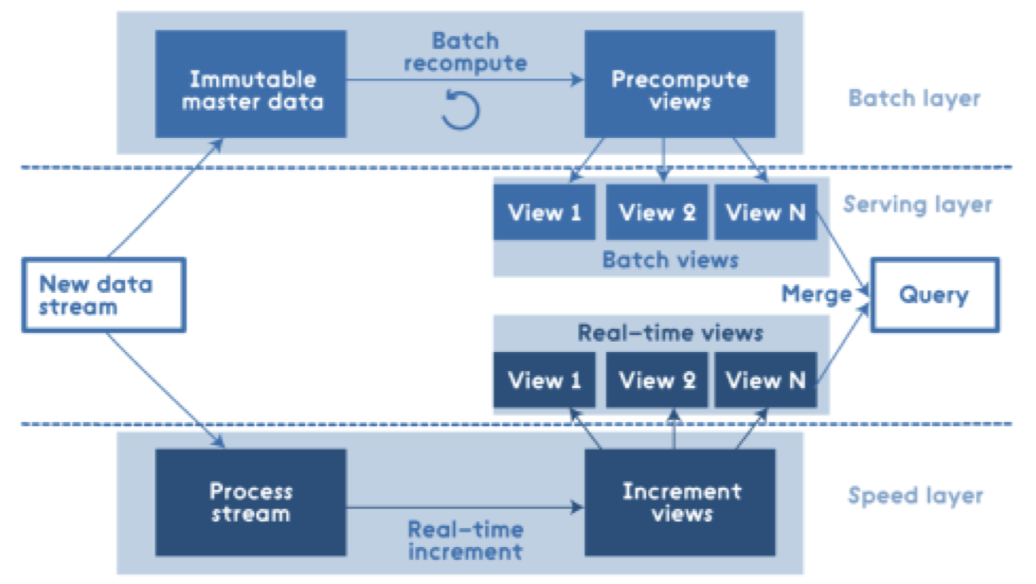 Batch
recompute
Immutable
master data
Precompute
views
Batch layer
View 1
View 2
View N
Serving layer
Batch views
New data
stream
Merge
Query
Real-time views
View 1
View 2
View N
Process
stream
Increment
views
Speed layer
Real-time
increment